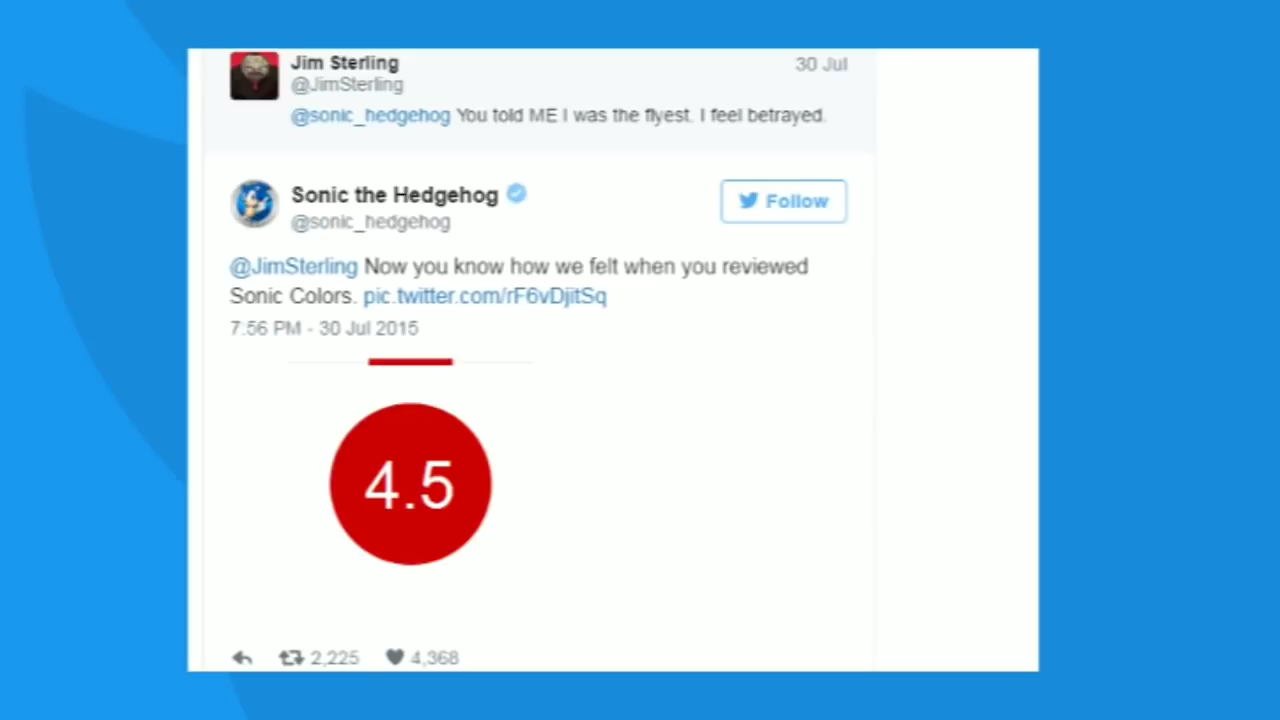 Jim Sterling
30 Jul
@JimSterling
@sonic_hedgehog You told ME I was the flyest. I feel betrayed.
Sonic the Hedgehog
Follow
@sonic_hedgehog
@JimSterling Now you know how we felt when you reviewed
Sonic Colors. pic.twitter.com/rF6vDjitSq
7:56 PM - 30 Jul 2015
4.5
2,225 4,368